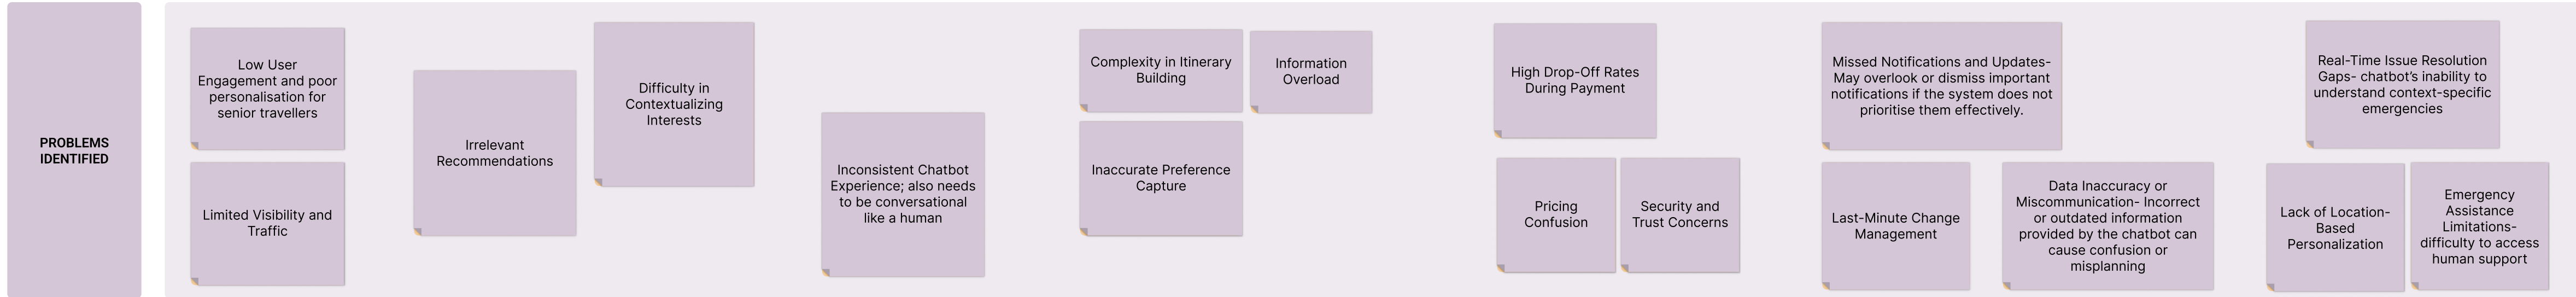 PROBLEMS
IDENTIFIED
Low User
Engagement and poor
personalisation for
senior travellers
Limited Visibility and
Traffic
Irrelevant
Recommendations
Difficulty in
Contextualizing
Interests
Inconsistent Chatbot
Experience; also needs
to be conversational
like a human
Complexity in Itinerary
Building
Information
Overload
Inaccurate Preference
Capture
High Drop-Off Rates
During Payment
Pricing
Confusion
Security and
Trust Concerns
Missed Notifications and Updates-
May overlook or dismiss important
notifications if the system does not
prioritise them effectively.
Last-Minute Change
Management
Data Inaccuracy or
Miscommunication- Incorrect
or outdated information
provided by the chatbot can
cause confusion or
misplanning
Real-Time Issue Resolution
Gaps- chatbot's inability to
understand context-specific
emergencies
Lack of Location-
Based
Personalization
Emergency
Assistance
Limitations-
difficulty to access
human support